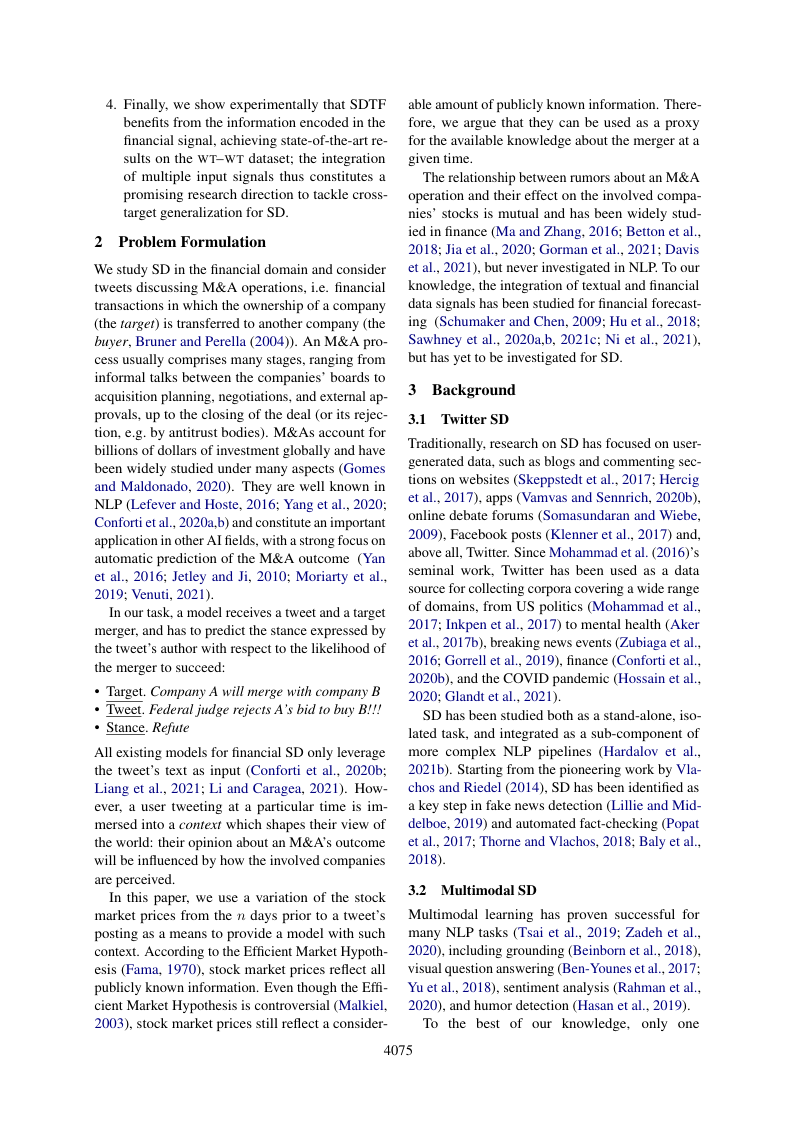 4. Finally, we show experimentally that SDTF
benefits from the information encoded in the
financial signal, achieving state-of-the-art re-
sults on the WT–WT dataset; the integration
of multiple input signals thus constitutes a
promising research direction to tackle cross-
target generalization for SD.
2 Problem Formulation
We study SD in the financial domain and consider
tweets discussing M&A operations, i.e. financial
transactions in which the ownership of a company
(the target) is transferred to another company (the
buyer, Bruner and Perella (2004)). An M&A pro-
cess usually comprises many stages, ranging from
informal talks between the companies' boards to
acquisition planning, negotiations, and external ap-
provals, up to the closing of the deal (or its rejec-
tion, e.g. by antitrust bodies). M&As account for
billions of dollars of investment globally and have
been widely studied under many aspects (Gomes
and Maldonado, 2020). They are well known in
NLP (Lefever and Hoste, 2016; Yang et al., 2020;
Conforti et al., 2020a,b) and constitute an important
application in other AI fields, with a strong focus on
automatic prediction of the M&A outcome (Yan
et al., 2016; Jetley and Ji, 2010; Moriarty et al.,
2019; Venuti, 2021).
In our task, a model receives a tweet and a target
merger, and has to predict the stance expressed by
the tweet's author with respect to the likelihood of
the merger to succeed:
• Target. Company A will merge with company B
• Tweet. Federal judge rejects A's bid to buy B!!!
• Stance. Refute
All existing models for financial SD only leverage
the tweet's text as input (Conforti et al., 2020b;
Liang et al., 2021; Li and Caragea, 2021). How-
ever, a user tweeting at a particular time is im-
mersed into a context which shapes their view of
the world: their opinion about an M&A's outcome
will be influenced by how the involved companies
are perceived.
In this paper, we use a variation of the stock
market prices from the n days prior to a tweet's
posting as a means to provide a model with such
context. According to the Efficient Market Hypoth-
esis (Fama, 1970), stock market prices reflect all
publicly known information. Even though the Effi-
cient Market Hypothesis is controversial (Malkiel,
2003), stock market prices still reflect a consider-
able amount of publicly known information. There-
fore, we argue that they can be used as a proxy
for the available knowledge about the merger at a
given time.
The relationship between rumors about an M&A
operation and their effect on the involved compa-
nies' stocks is mutual and has been widely stud-
ied in finance (Ma and Zhang, 2016; Betton et al.,
2018; Jia et al., 2020; Gorman et al., 2021; Davis
et al., 2021), but never investigated in NLP. To our
knowledge, the integration of textual and financial
data signals has been studied for financial forecast-
ing (Schumaker and Chen, 2009; Hu et al., 2018;
Sawhney et al., 2020a,b, 2021c; Ni et al., 2021),
but has yet to be investigated for SD.
3 Background
3.1 Twitter SD
Traditionally, research on SD has focused on user-
generated data, such as blogs and commenting sec-
tions on websites (Skeppstedt et al., 2017; Hercig
et al., 2017), apps (Vamvas and Sennrich, 2020b),
online debate forums (Somasundaran and Wiebe,
2009), Facebook posts (Klenner et al., 2017) and,
above all, Twitter. Since Mohammad et al. (2016)'s
seminal work, Twitter has been used as a data
source for collecting corpora covering a wide range
of domains, from US politics (Mohammad et al.,
2017; Inkpen et al., 2017) to mental health (Aker
et al., 2017b), breaking news events (Zubiaga et al.,
2016; Gorrell et al., 2019), finance (Conforti et al.,
2020b), and the COVID pandemic (Hossain et al.,
2020; Glandt et al., 2021).
SD has been studied both as a stand-alone, iso-
lated task, and integrated as a sub-component of
more complex NLP pipelines (Hardalov et al.,
2021b). Starting from the pioneering work by Vla-
chos and Riedel (2014), SD has been identified as
a key step in fake news detection (Lillie and Mid-
delboe, 2019) and automated fact-checking (Popat
et al., 2017; Thorne and Vlachos, 2018; Baly et al.,
2018).
3.2 Multimodal SD
Multimodal learning has proven successful for
many NLP tasks (Tsai et al., 2019; Zadeh et al.,
2020), including grounding (Beinborn et al., 2018),
visual question answering (Ben-Younes et al., 2017;
Yu et al., 2018), sentiment analysis (Rahman et al.,
2020), and humor detection (Hasan et al., 2019).
To the best of our knowledge, only one
4075